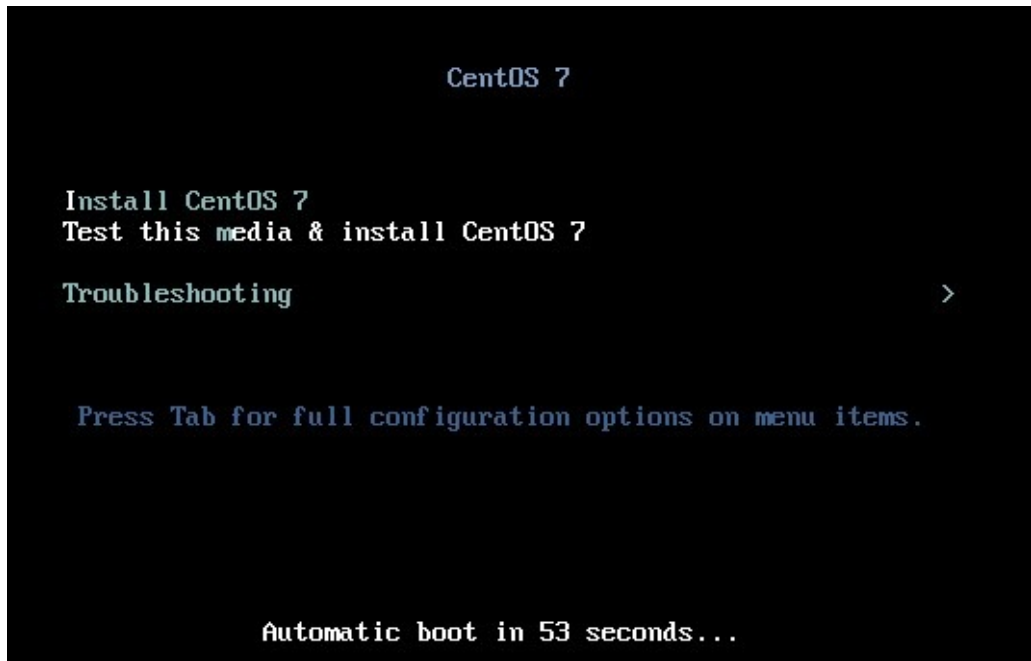 CentOS 7
Install CentOS 7
Test this media & install CentOS 7
Troubleshooting >
Press Tab for full configuration options on menu items.
Automatic boot in 53 seconds...